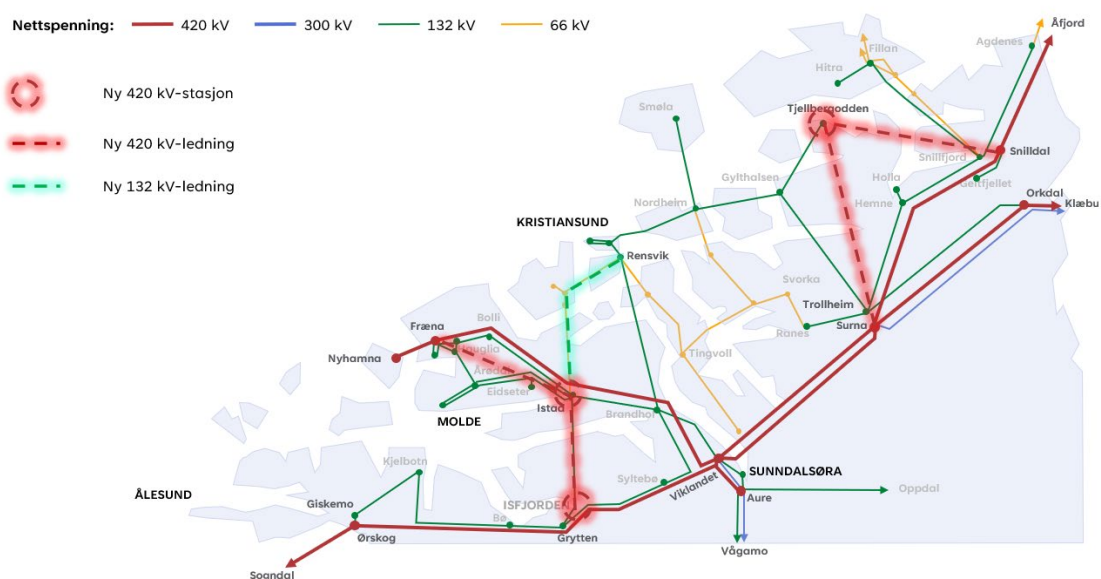 Nettspenning:
420 kV
300 kV
132 kV
66 kV
Ny 420 kV-stasjon
Ny 420 kV-ledning
Ny 132 kV-ledning
Åfjord
Agdenes
Fillan
Hitra
Smøla
Tjellbergodden
Snillfjord
Snilldal
Geitfjellet
Gylthalsen
Holla
Hemne
Orkdal
Klæbu
Nordheim
KRISTIANSUND
Rensvik
Svorka
Trollheim
Surna
Ranes
Bolli
Fræna
Nyhamna
Tingvoll
Eidseter
Istad
MOLDE
Brandhol
Kjelbotn
SUNNDALSØRA
Syltebø
Viklandet
Aure
Oppdal
ÅLESUND
Giskemo
ISFJORDEN
Bø
Ørskog
Grytten
Vågamo
Sogndal